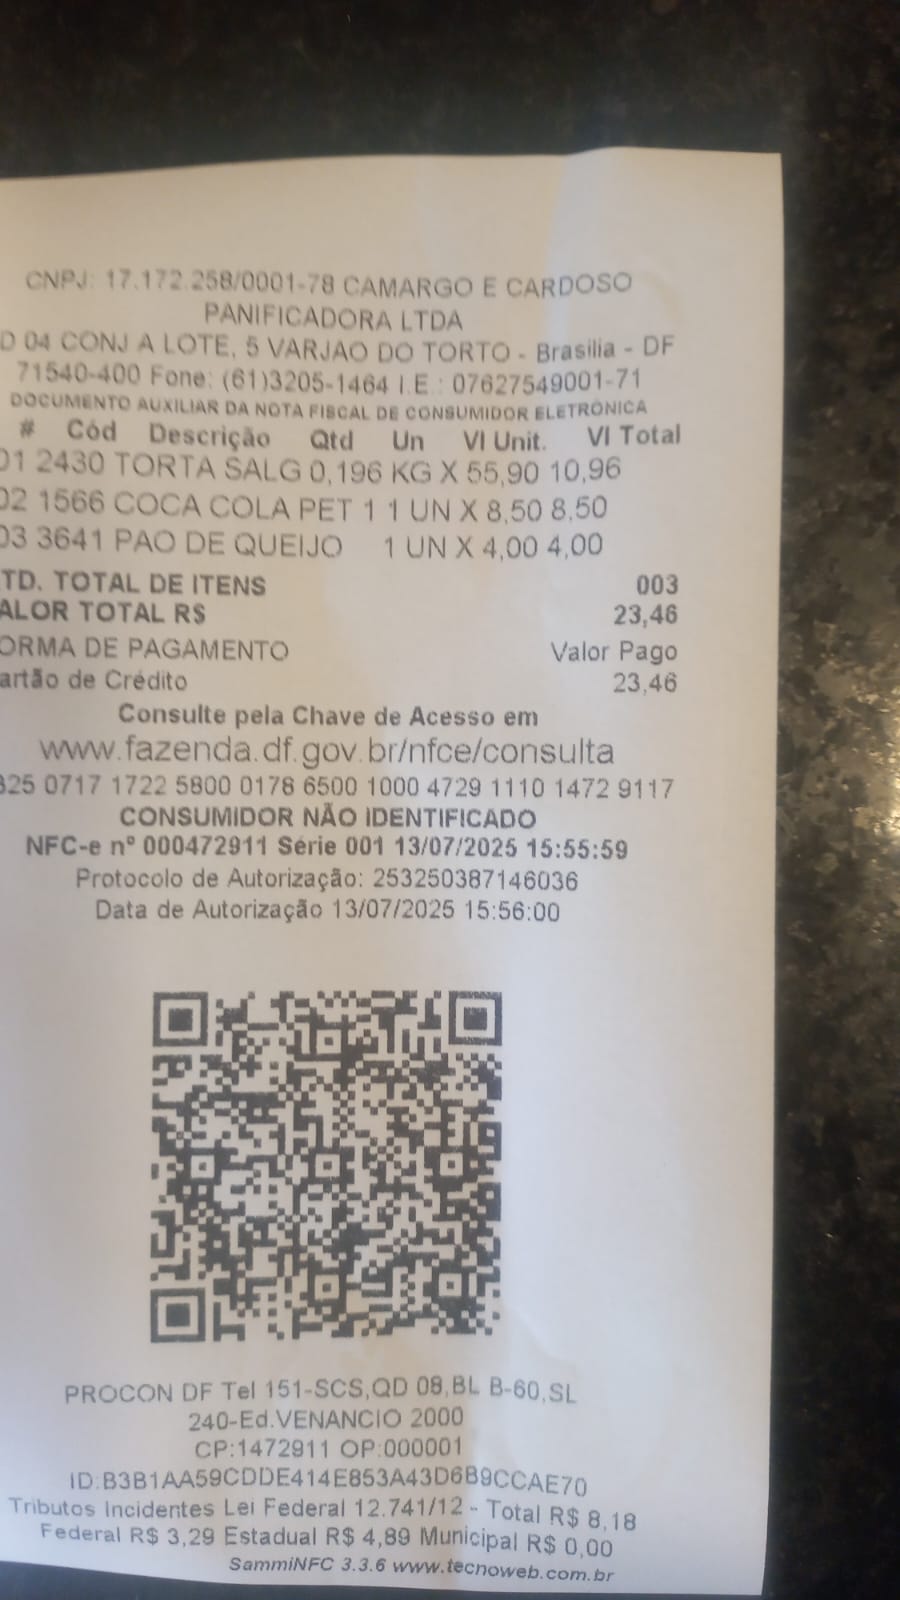 CNPJ: 17.172.258/0001-78 CAMARGO E CARDOSO
PANIFICADORA LTDA
D 04 CONJ A LOTE, 5 VARJAO DO TORTO - Brasilia - DF
71540-400 Fone: (61)3205-1464 I.E.: 07627549001-71
DOCUMENTO AUXILIAR DA NOTA FISCAL DE CONSUMIDOR ELETRÔNICA
# Cód Descrição Qtd Un Vl Unit. Vl Total
01 2430 TORTA SALG 0,196 KG X 55,90 10,96
02 1566 COCA COLA PET 1 1 UN X 8,50 8,50
03 3641 PAO DE QUEIJO 1 UN X 4,00 4,00
TD. TOTAL DE ITENS 003
ALOR TOTAL R$ 23,46
ORMA DE PAGAMENTO Valor Pago
artão de Crédito 23,46
Consulte pela Chave de Acesso em
www.fazenda.df.gov.br/nfce/consulta
325 0717 1722 5800 0178 6500 1000 4729 1110 1472 9117
CONSUMIDOR NÃO IDENTIFICADO
NFC-e nº 000472911 Série 001 13/07/2025 15:55:59
Protocolo de Autorização: 253250387146036
Data de Autorização 13/07/2025 15:56:00
PROCON DF Tel 151-SCS,QD 08,BL B-60,SL
240-Ed.VENANCIO 2000
CP:1472911 OP:000001
ID:B3B1AA59CDDE414E853A43D6B9CCAE70
Tributos Incidentes Lei Federal 12.741/12 - Total R$ 8,18
Federal R$ 3,29 Estadual R$ 4,89 Municipal R$ 0,00
SammiNFC 3.3.6 www.tecnoweb.com.br